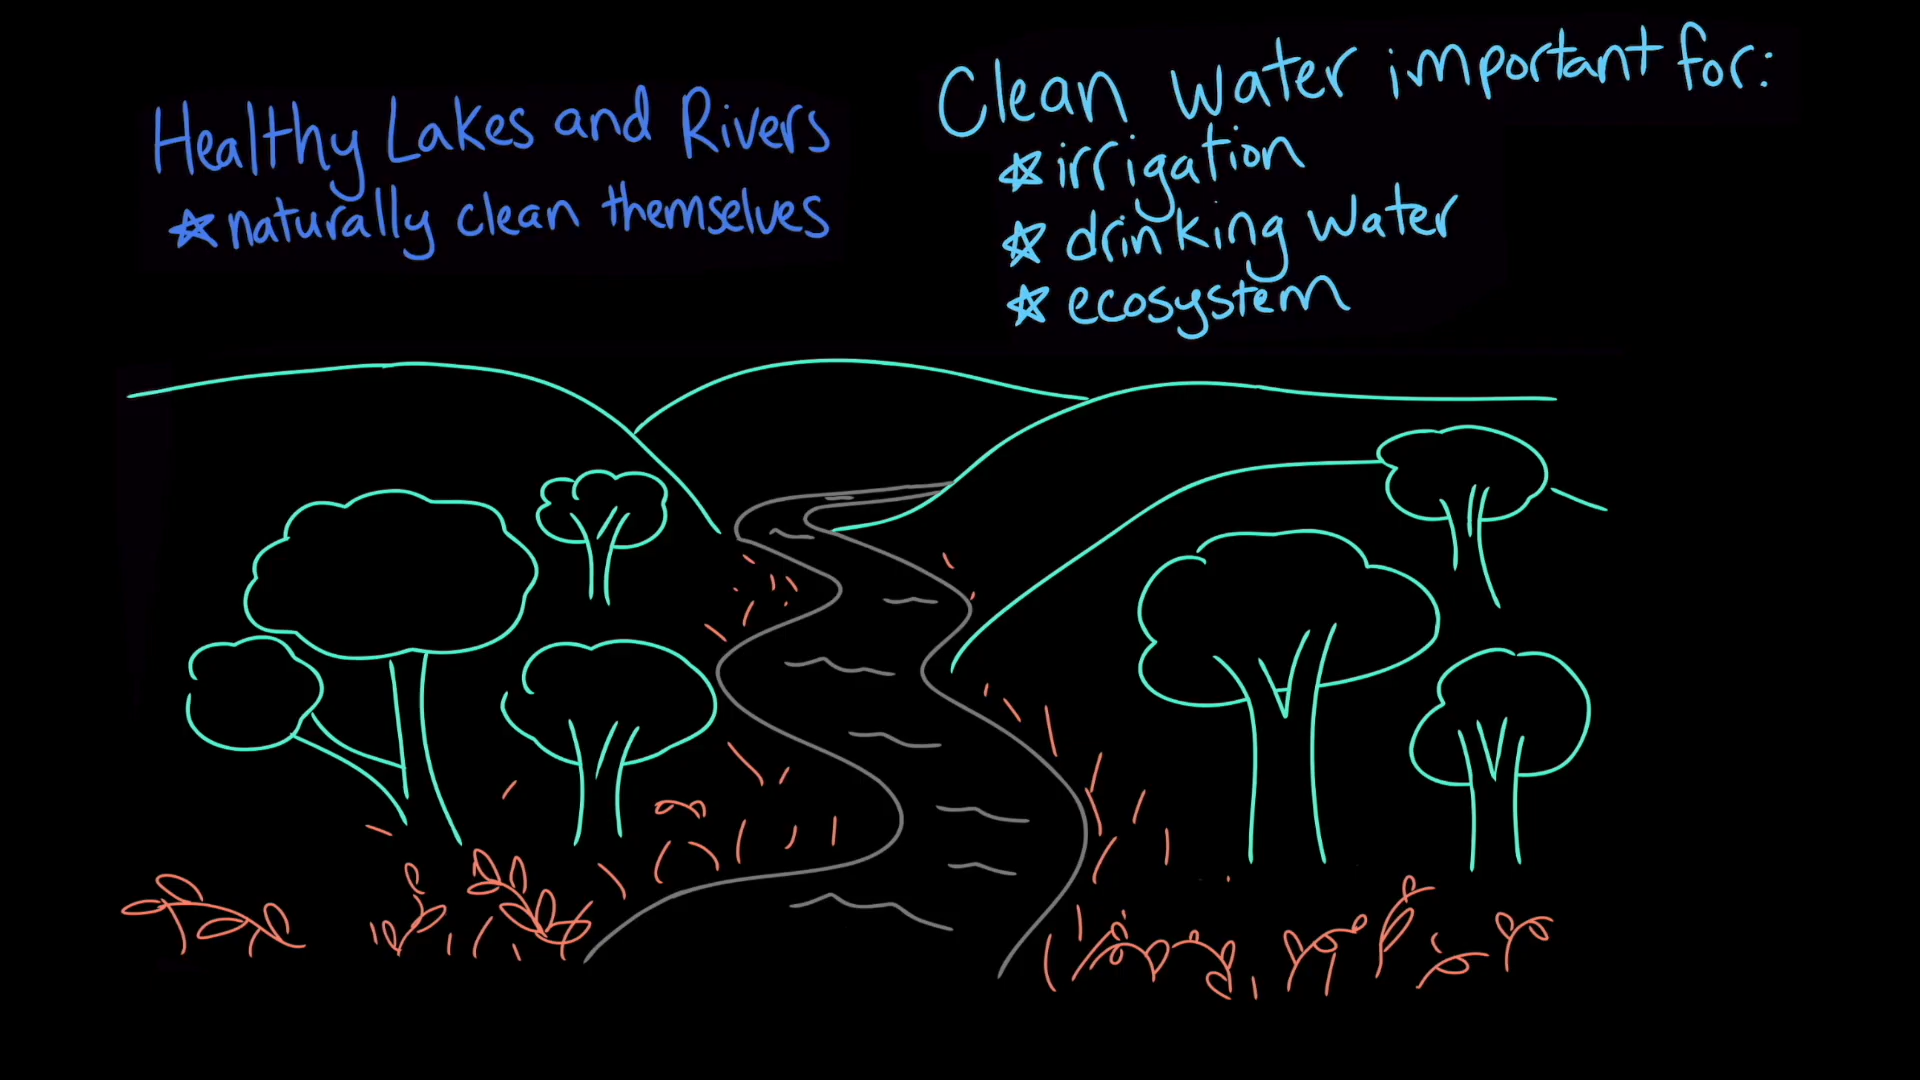 Healthy Lakes and Rivers
☆ naturally clean themselves
Clean water important for:
☆ irrigation
☆ drinking water
☆ ecosystem